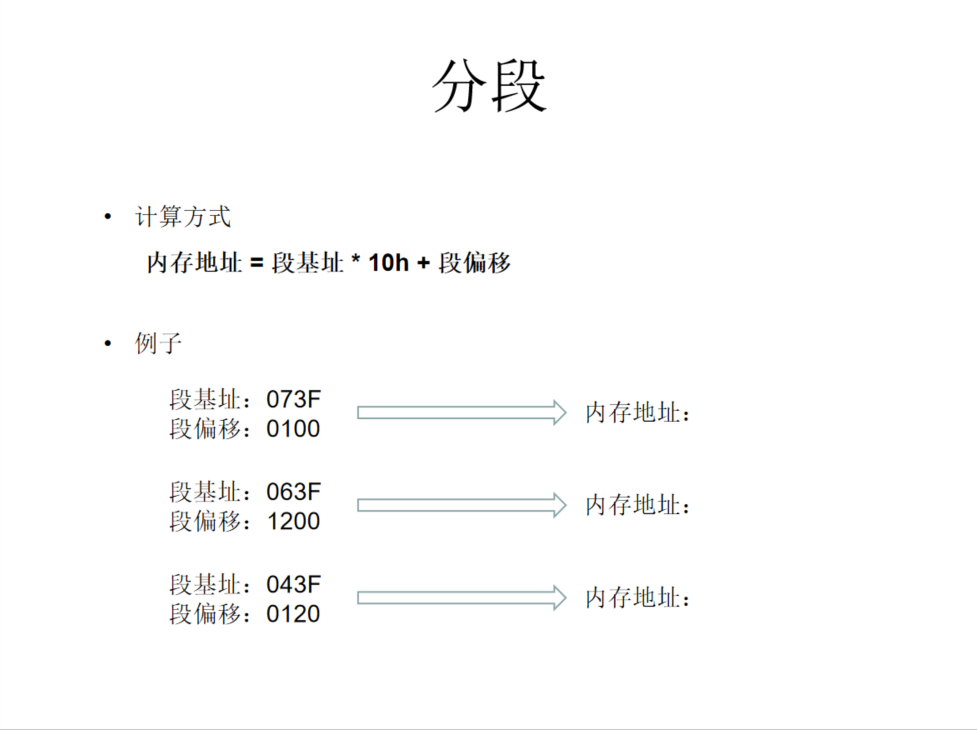 分段
• 计算方式
内存地址 = 段基址 * 10h + 段偏移
• 例子
段基址：073F
段偏移：0100
内存地址：
段基址：063F
段偏移：1200
内存地址：
段基址：043F
段偏移：0120
内存地址：